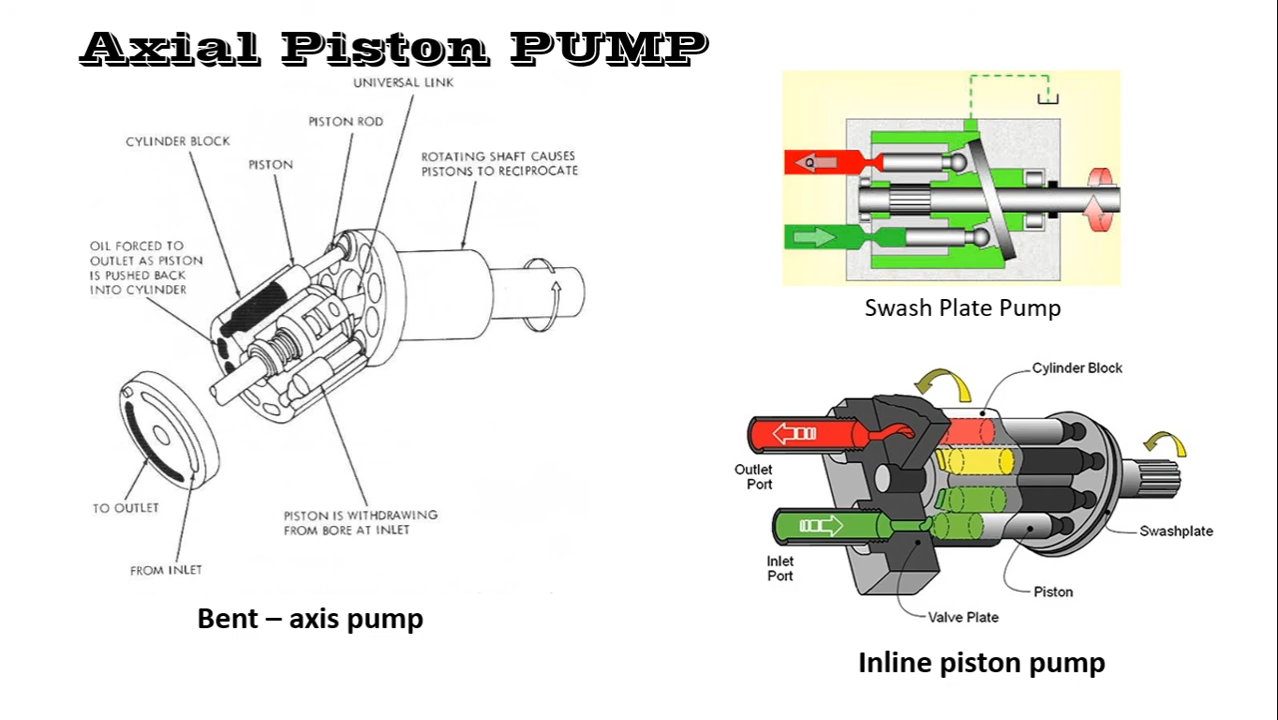 Axial Piston PUMP
UNIVERSAL LINK
PISTON ROD
CYLINDER BLOCK
PISTON
ROTATING SHAFT CAUSES
PISTONS TO RECIPROCATE
OIL FORCED TO
OUTLET AS PISTON
IS PUSHED BACK
INTO CYLINDER
TO OUTLET
FROM INLET
PISTON IS WITHDRAWING
FROM BORE AT INLET
Bent – axis pump
Q
Swash Plate Pump
Cylinder Block
Outlet
Port
Inlet
Port
Swashplate
Piston
Valve Plate
Inline piston pump